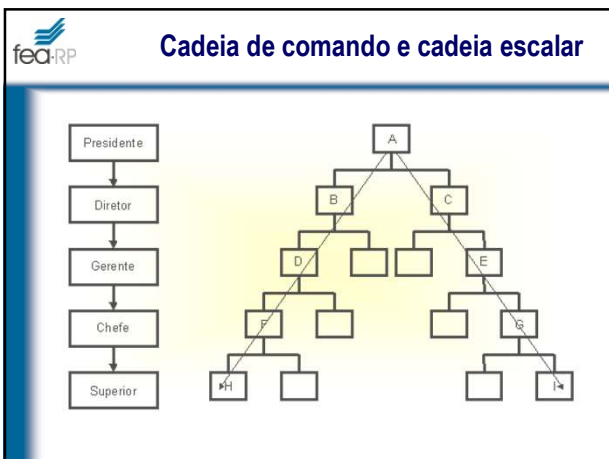 fea-RP
Cadeia de comando e cadeia escalar
Presidente
Diretor
Gerente
Chefe
Superior
A
B
C
D
E
F
G
H
I